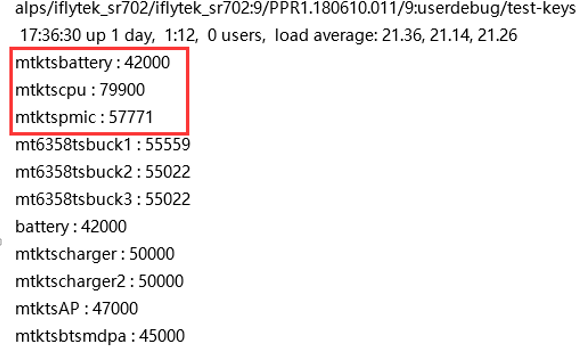 alps/iflytek_sr702/iflytek_sr702:9/PPR1.180610.011/9:userdebug/test-keys
17:36:30 up 1 day,  1:12,  0 users,  load average: 21.36, 21.14, 21.26
mtktsbattery : 42000
mtktscpu : 79900
mtktspmic : 57771
mt6358tsbuck1 : 55559
mt6358tsbuck2 : 55022
mt6358tsbuck3 : 55022
battery : 42000
mtktscharger : 50000
mtktscharger2 : 50000
mtktsAP : 47000
mtktsbtsmdpa : 45000